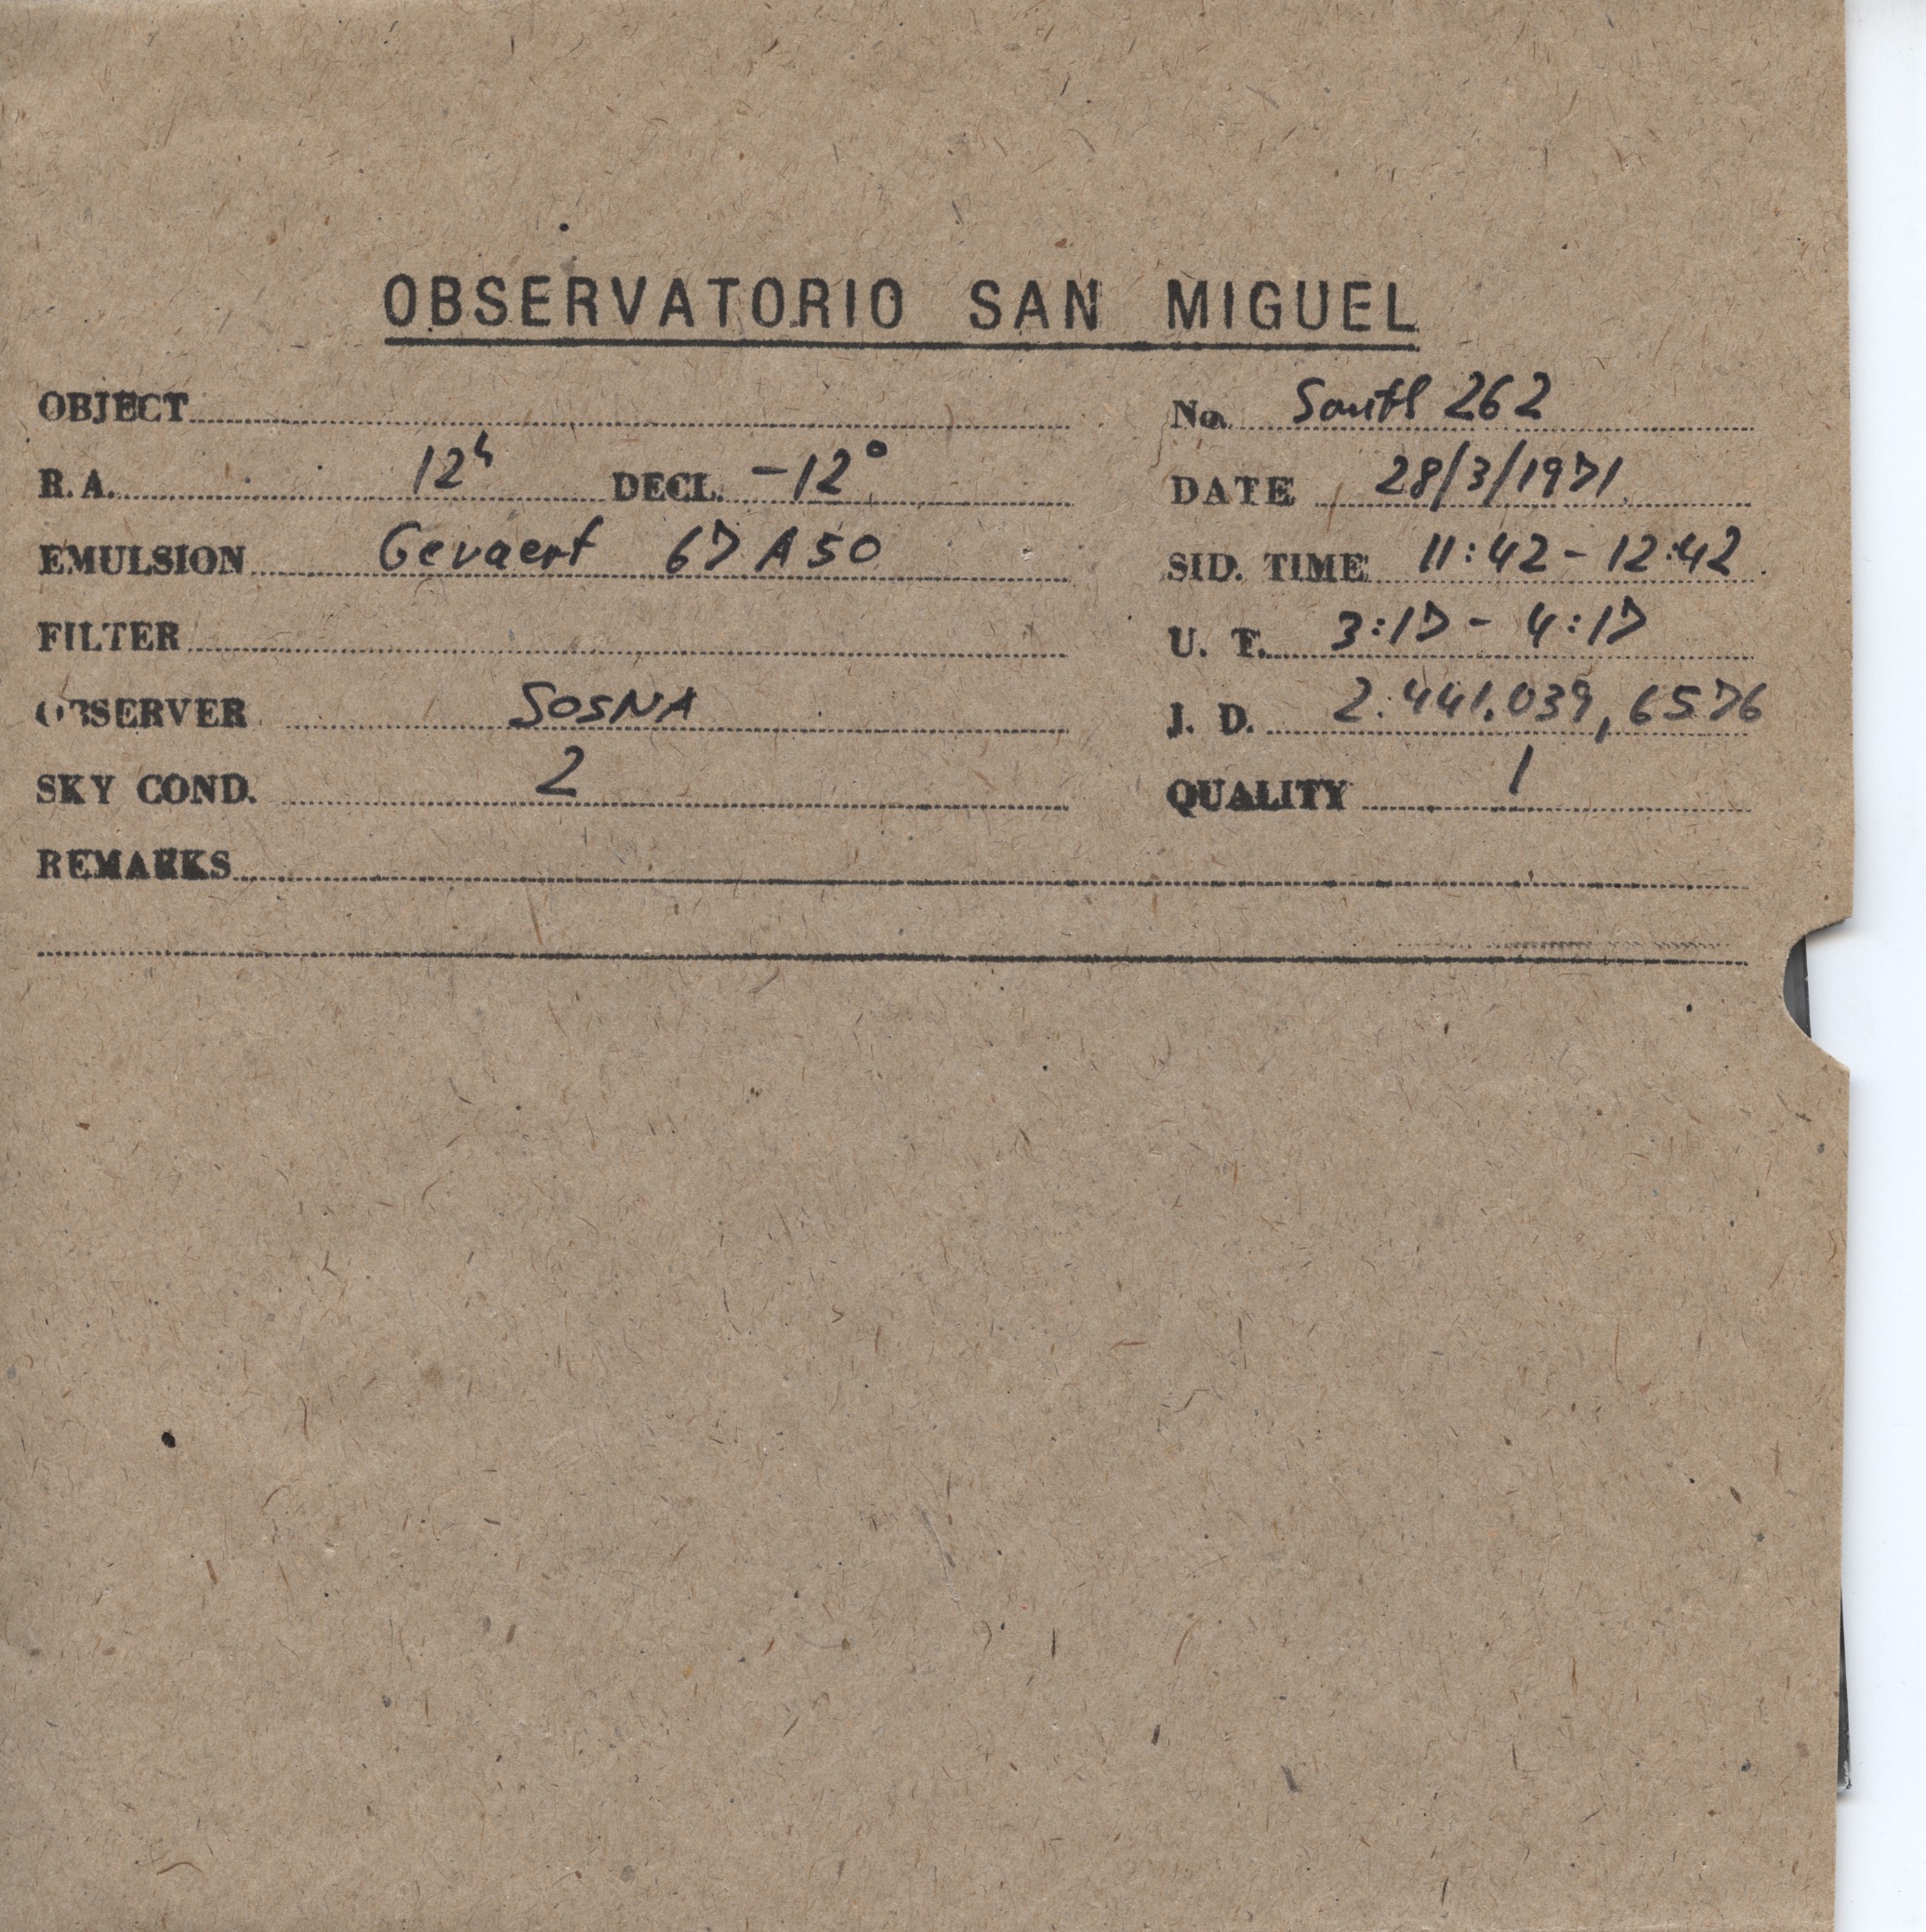 OBSERVATORIO SAN MIGUEL
OBJECT
No. South 262
R.A. 12h DECL. -12°
DATE 28/3/1971
EMULSION Gevaert 67 A 50
SID. TIME 11:42 - 12:42
FILTER
U. T. 3:17 - 4:17
OBSERVER SOSNA
J. D. 2.441.039,6576
SKY COND. 2
QUALITY 1
REMARKS